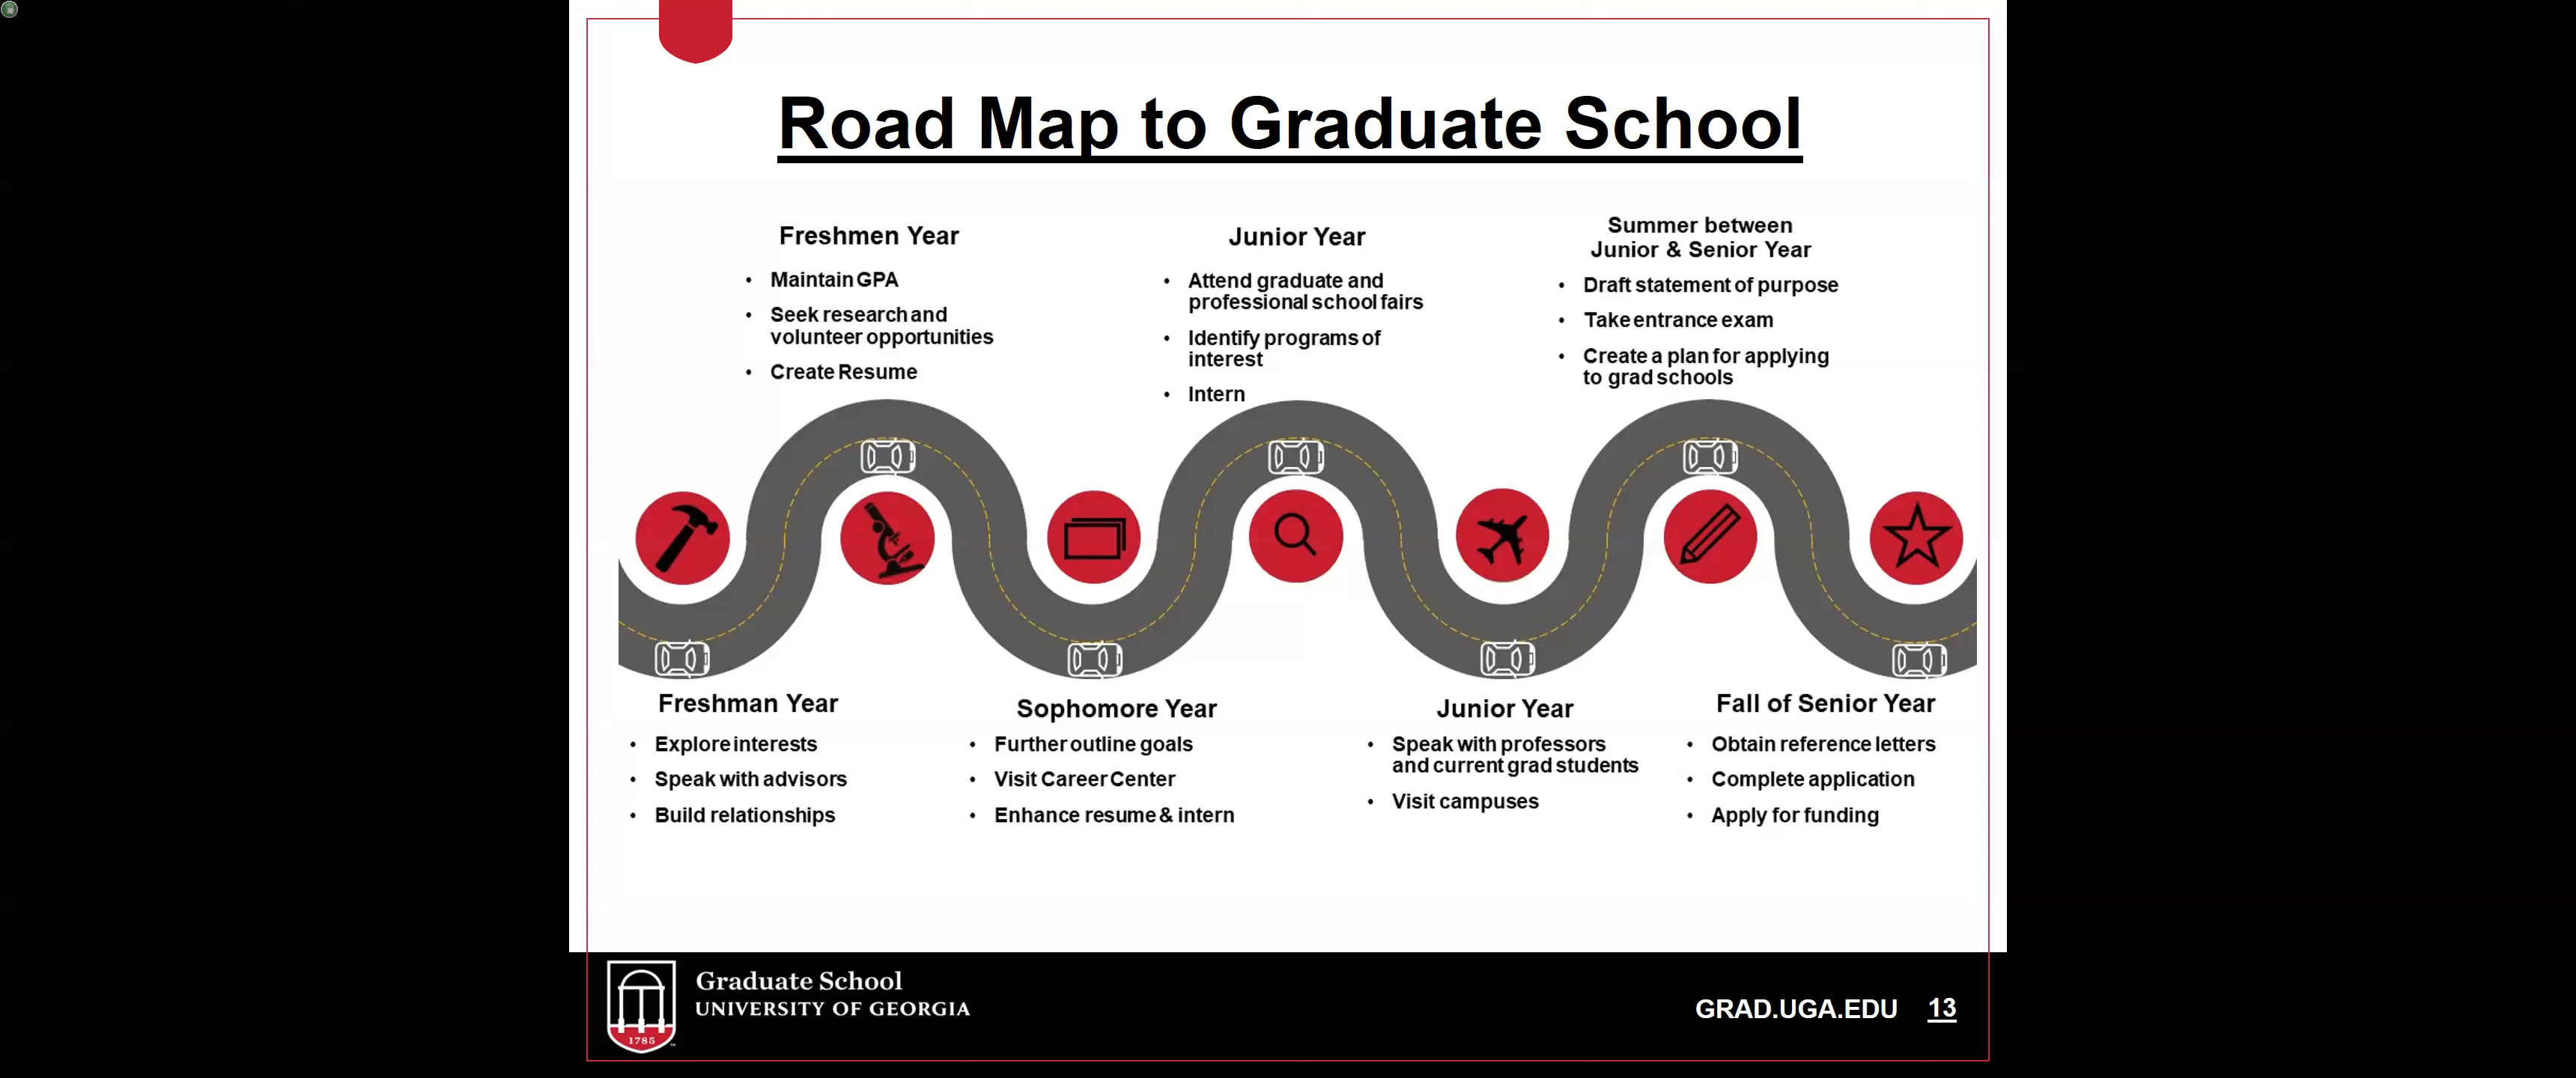 Road Map to Graduate School
Freshmen Year
• Maintain GPA
• Seek research and
volunteer opportunities
• Create Resume
Junior Year
• Attend graduate and
professional school fairs
• Identify programs of
interest
• Intern
Summer between
Junior & Senior Year
• Draft statement of purpose
• Take entrance exam
• Create a plan for applying
to grad schools
Freshman Year
• Explore interests
• Speak with advisors
• Build relationships
Sophomore Year
• Further outline goals
• Visit Career Center
• Enhance resume & intern
Junior Year
• Speak with professors
and current grad students
• Visit campuses
Fall of Senior Year
• Obtain reference letters
• Complete application
• Apply for funding
1785
Graduate School
UNIVERSITY OF GEORGIA
GRAD.UGA.EDU 13